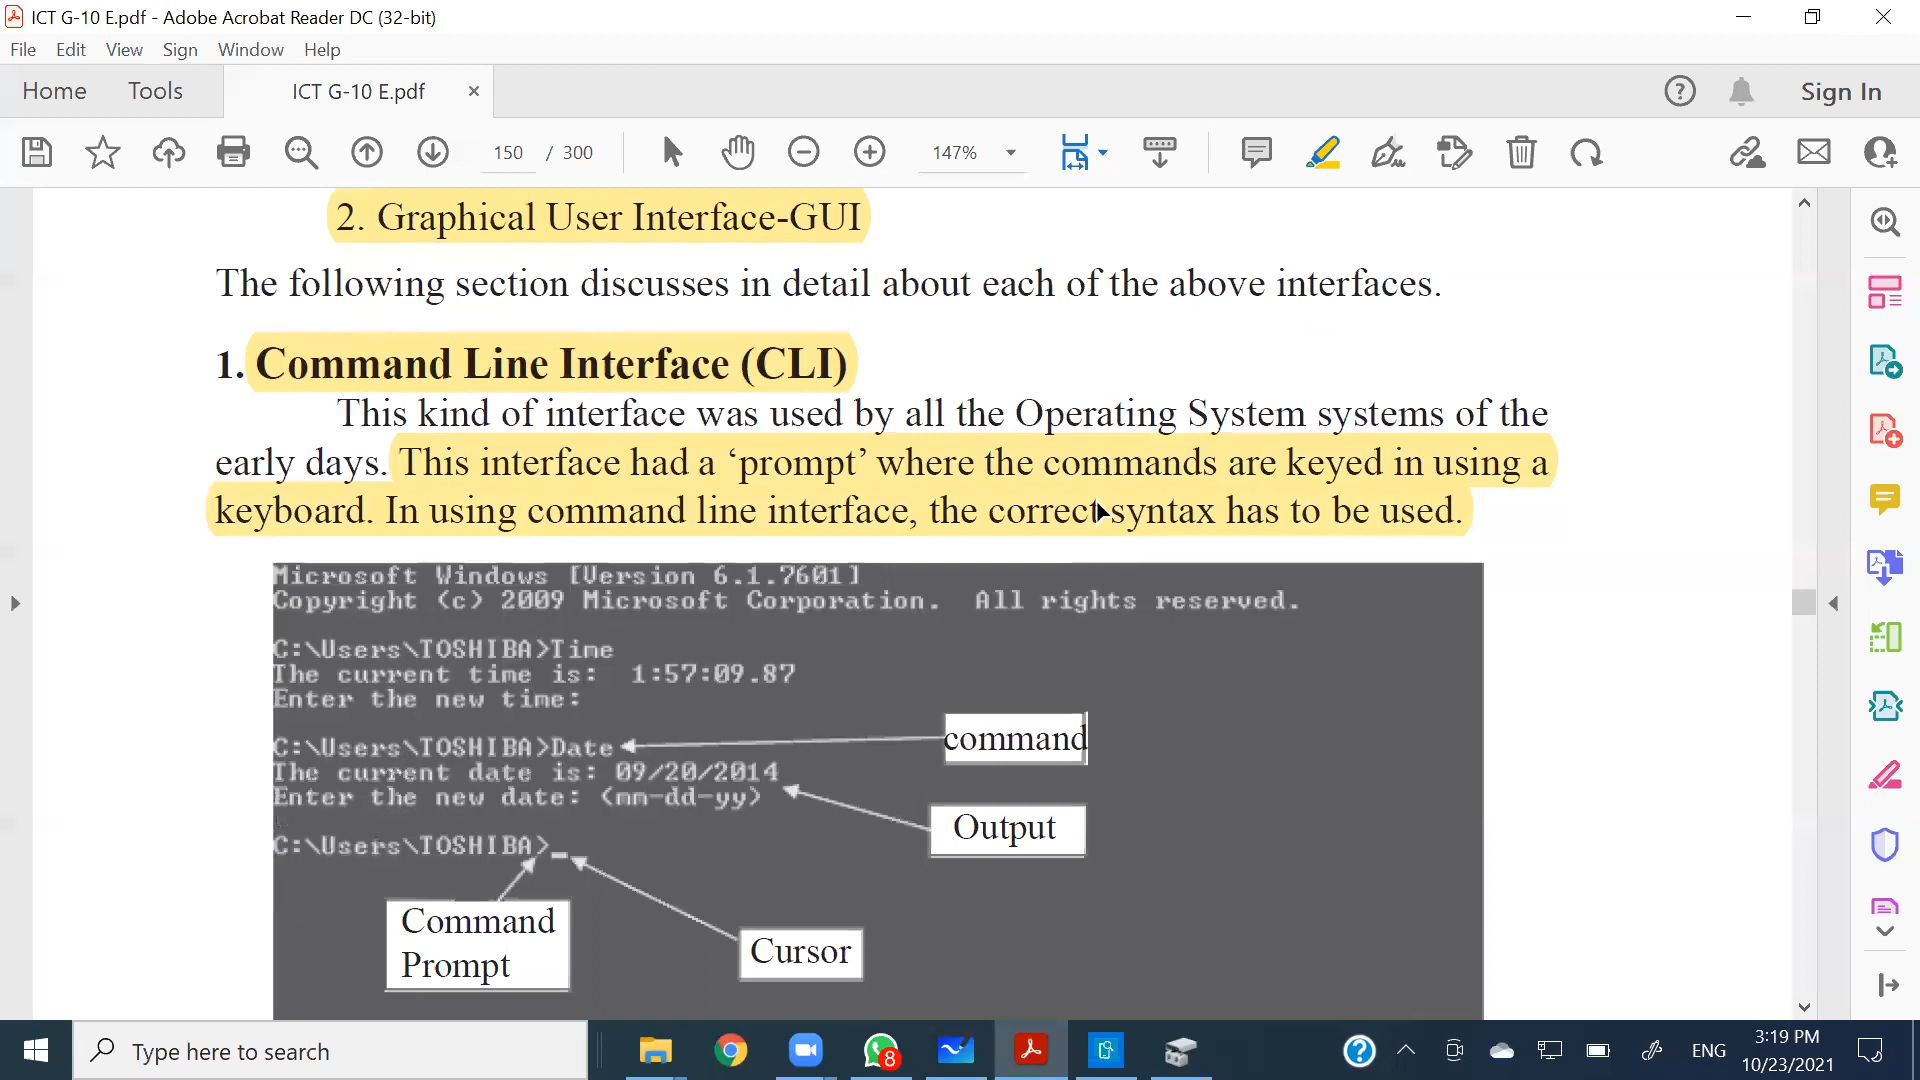 ICT G-10 E.pdf - Adobe Acrobat Reader DC (32-bit)
File Edit View Sign Window Help
Home Tools ICT G-10 E.pdf × Sign In
150 / 300 147%
2. Graphical User Interface-GUI
The following section discusses in detail about each of the above interfaces.
1. Command Line Interface (CLI)
This kind of interface was used by all the Operating System systems of the
early days. This interface had a ‘prompt’ where the commands are keyed in using a
keyboard. In using command line interface, the correct syntax has to be used.
Microsoft Windows [Version 6.1.7601]
Copyright (c) 2009 Microsoft Corporation. All rights reserved.
C:\Users\TOSHIBA>Time
The current time is: 1:57:09.87
Enter the new time:
C:\Users\TOSHIBA>Date
command
The current date is: 09/20/2014
Enter the new date: (mm-dd-yy)
Output
C:\Users\TOSHIBA>_
Command
Prompt
Cursor
Type here to search
8
ENG
3:19 PM
10/23/2021